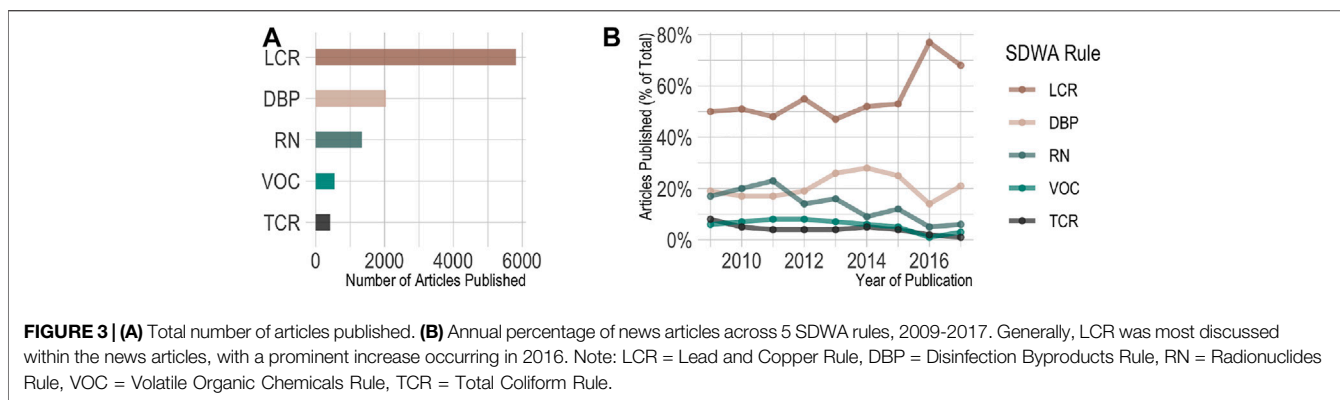 A
LCR
DBP
RN
VOC
TCR
0 2000 4000 6000
Number of Articles Published
B
Articles Published (% of Total)
80%
60%
40%
20%
0%
2010 2012 2014 2016
Year of Publication
SDWA Rule
LCR
DBP
RN
VOC
TCR
FIGURE 3 | (A) Total number of articles published. (B) Annual percentage of news articles across 5 SDWA rules, 2009-2017. Generally, LCR was most discussed
within the news articles, with a prominent increase occurring in 2016. Note: LCR = Lead and Copper Rule, DBP = Disinfection Byproducts Rule, RN = Radionuclides
Rule, VOC = Volatile Organic Chemicals Rule, TCR = Total Coliform Rule.